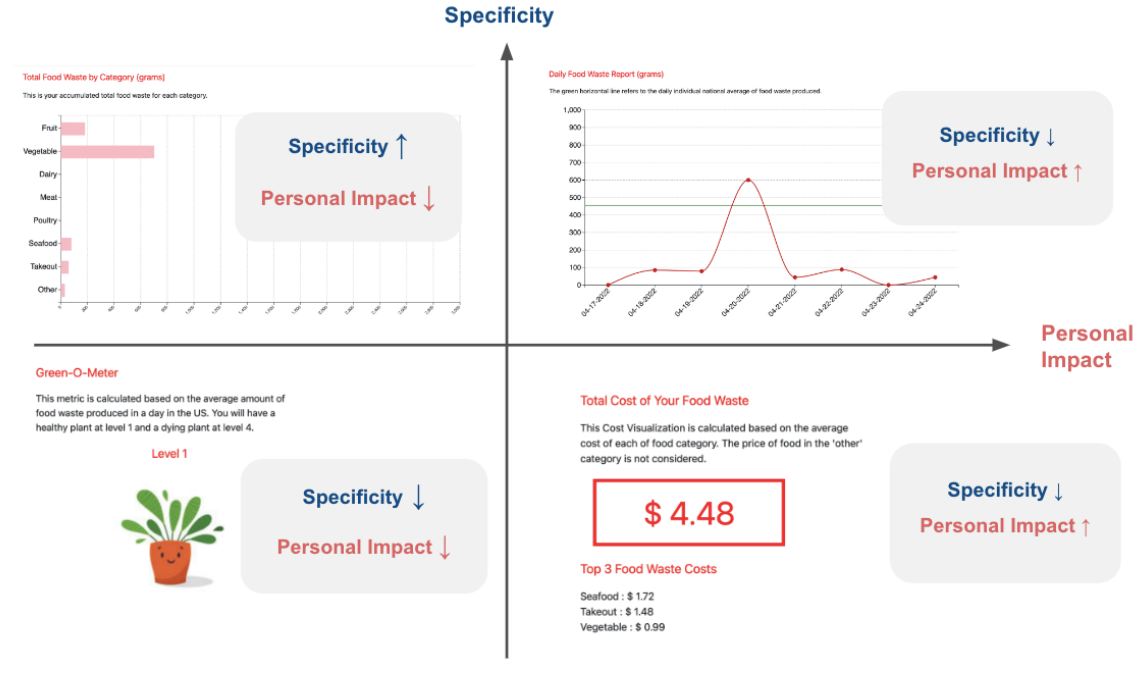 Specificity
Total Food Waste by Category (grams)
This is your accumulated total food waste for each category.
Fruit
Vegetable
Dairy
Meat
Poultry
Seafood
Takeout
Other
Specificity ↑
Personal Impact ↓
Daily Food Waste Report (grams)
The green horizontal line refers to the daily individual national average of food waste produced.
1,000
900
800
700
600
500
400
300
200
100
0
04-17-2022
04-18-2022
04-19-2022
04-20-2022
04-21-2022
04-22-2022
04-23-2022
04-24-2022
Specificity ↓
Personal Impact ↑
Personal
Impact
Green-O-Meter
This metric is calculated based on the average amount of
food waste produced in a day in the US. You will have a
healthy plant at level 1 and a dying plant at level 4.
Level 1
Specificity ↓
Personal Impact ↓
Total Cost of Your Food Waste
This Cost Visualization is calculated based on the average
cost of each of food category. The price of food in the 'other'
category is not considered.
$ 4.48
Top 3 Food Waste Costs
Seafood : $ 1.72
Takeout : $ 1.48
Vegetable : $ 0.99
Specificity ↓
Personal Impact ↑